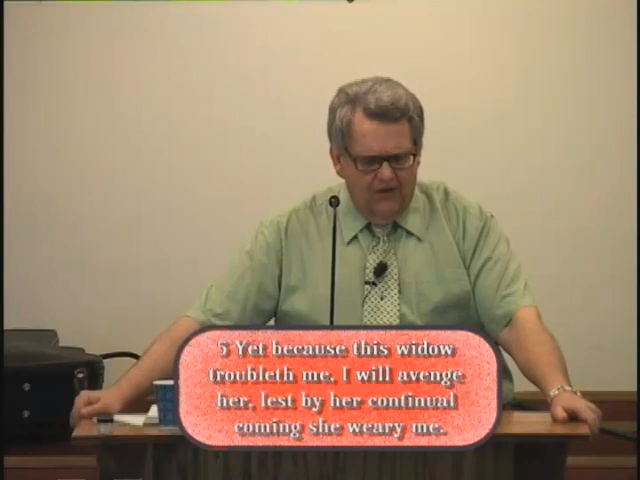 5 Yet because this widow
troubleth me, I will avenge
her, lest by her continual
coming she weary me.